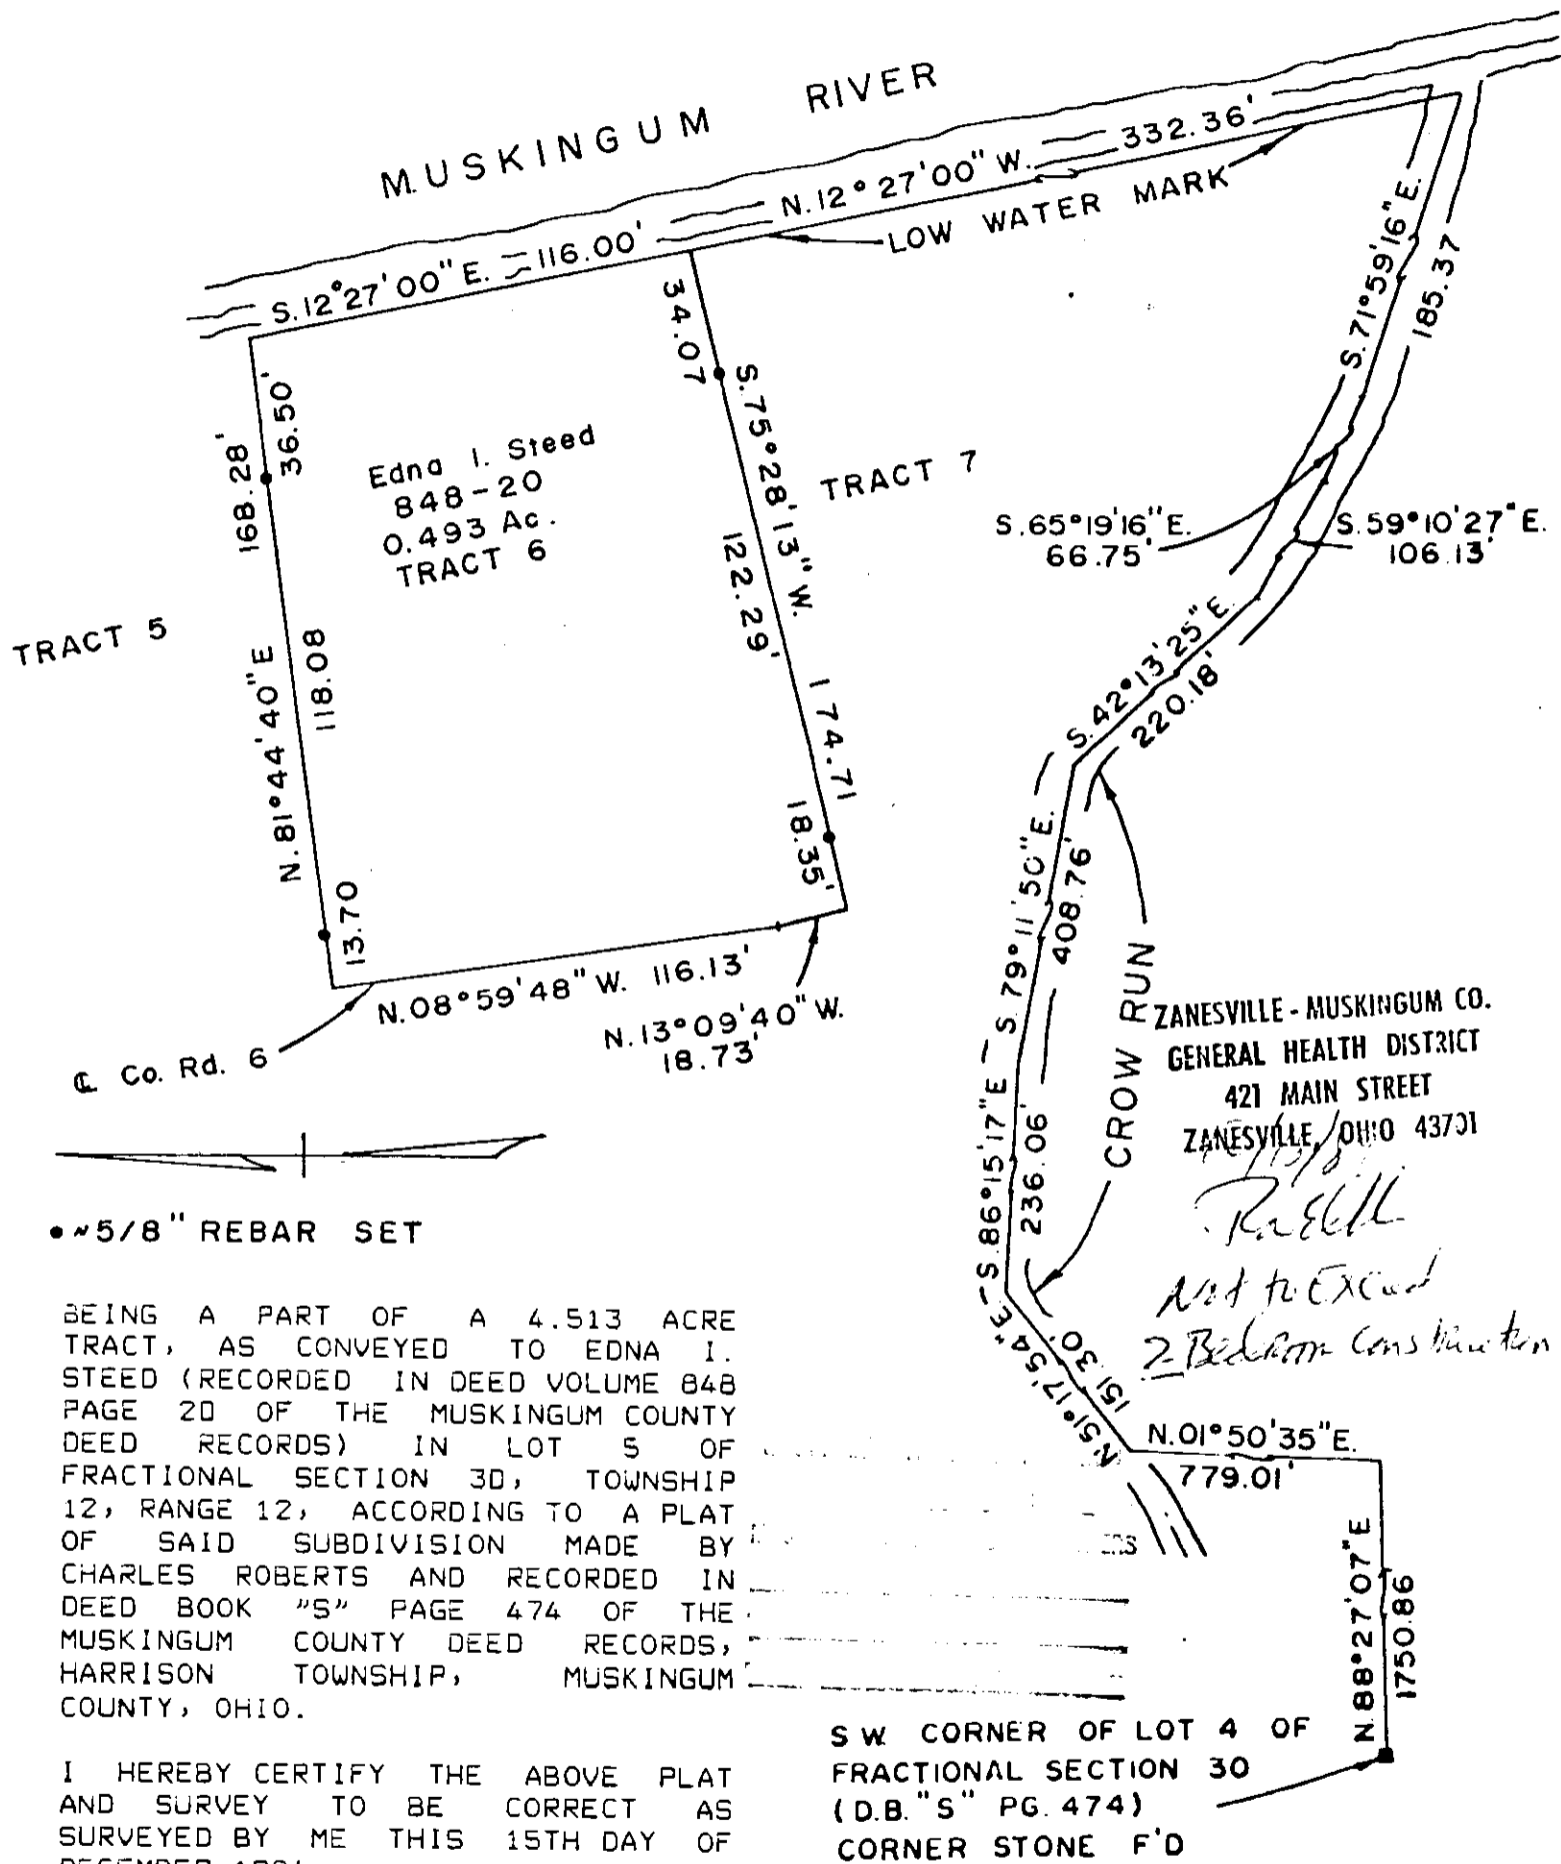 MUSKINGUM RIVER
S.12°27'00"E. 116.00'
N.12°27'00"W. 332.36'
LOW WATER MARK
168.28'
36.50'
34.07
Edna I. Steed
848-20
0.493 Ac.
TRACT 6
S.75°28'13"W. 174.71
122.29'
18.35'
TRACT 7
TRACT 5
N.81°44'40"E
118.08
13.70
N.08°59'48"W. 116.13'
N.13°09'40"W.
18.73'
℄ Co. Rd. 6
S.71°59'16"E.
185.37
S.65°19'16"E.
66.75'
S.59°10'27"E.
106.13'
S.42°13'25"E.
220.18'
S.79°11'50"E.
408.76'
S.86°15'17"E
236.06'
CROW RUN
N.51°17'54"E
151.30'
N.01°50'35"E.
779.01'
N.88°27'07"E
1750.86
ZANESVILLE-MUSKINGUM CO.
GENERAL HEALTH DISTRICT
421 MAIN STREET
ZANESVILLE, OHIO 43701
Not to Exceed
2-Bedroom Construction
•~5/8" REBAR SET
BEING A PART OF A 4.513 ACRE
TRACT, AS CONVEYED TO EDNA I.
STEED (RECORDED IN DEED VOLUME 848
PAGE 20 OF THE MUSKINGUM COUNTY
DEED RECORDS) IN LOT 5 OF
FRACTIONAL SECTION 30, TOWNSHIP
12, RANGE 12, ACCORDING TO A PLAT
OF SAID SUBDIVISION MADE BY
CHARLES ROBERTS AND RECORDED IN
DEED BOOK "S" PAGE 474 OF THE
MUSKINGUM COUNTY DEED RECORDS,
HARRISON TOWNSHIP, MUSKINGUM
COUNTY, OHIO.
I HEREBY CERTIFY THE ABOVE PLAT
AND SURVEY TO BE CORRECT AS
SURVEYED BY ME THIS 15TH DAY OF
DECEMBER
S W. CORNER OF LOT 4 OF
FRACTIONAL SECTION 30
(D.B. "S" PG. 474)
CORNER STONE F'D